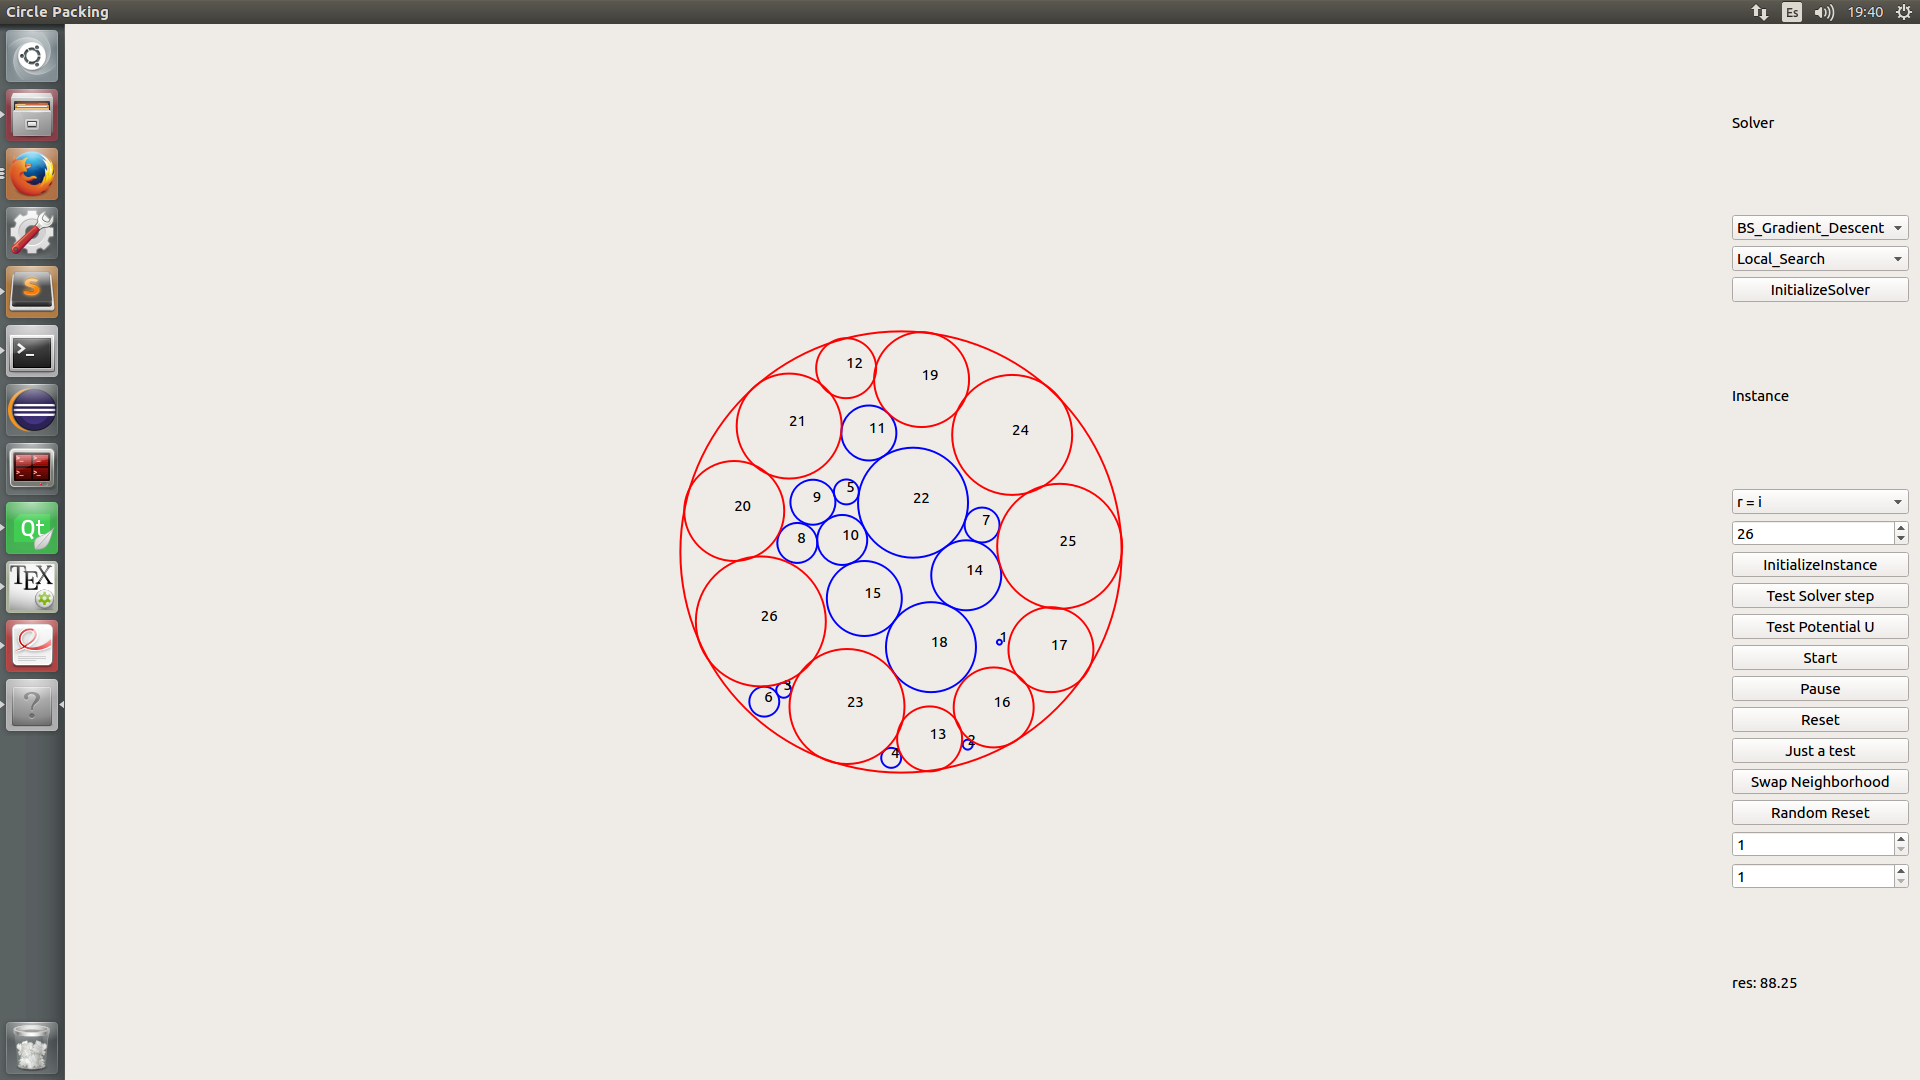 Circle Packing
Es
19:40
Solver
BS_Gradient_Descent
Local_Search
InitializeSolver
Instance
r = i
26
InitializeInstance
Test Solver step
Test Potential U
Start
Pause
Reset
Just a test
Swap Neighborhood
Random Reset
1
1
res: 88.25
12
19
21
11
24
5
9
22
20
7
8
10
25
14
15
26
18
1
17
3
6
23
16
13
2
4
S
>_
Qt
TEX
?